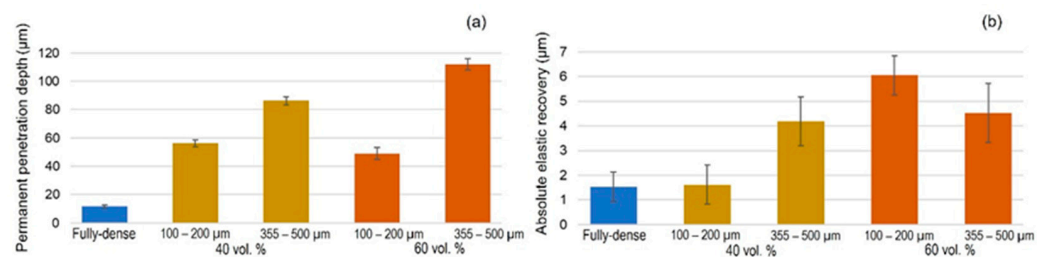 (a)
Permanent penetration depth (μm)
120
100
80
60
40
20
0
Fully-dense
100 – 200 μm
355 – 500 μm
100 – 200 μm
355 – 500 μm
40 vol. %
60 vol. %
(b)
Absolute elastic recovery (μm)
7
6
5
4
3
2
1
0
Fully-dense
100 – 200 μm
355 – 500 μm
100 – 200 μm
355 – 500 μm
40 vol. %
60 vol. %